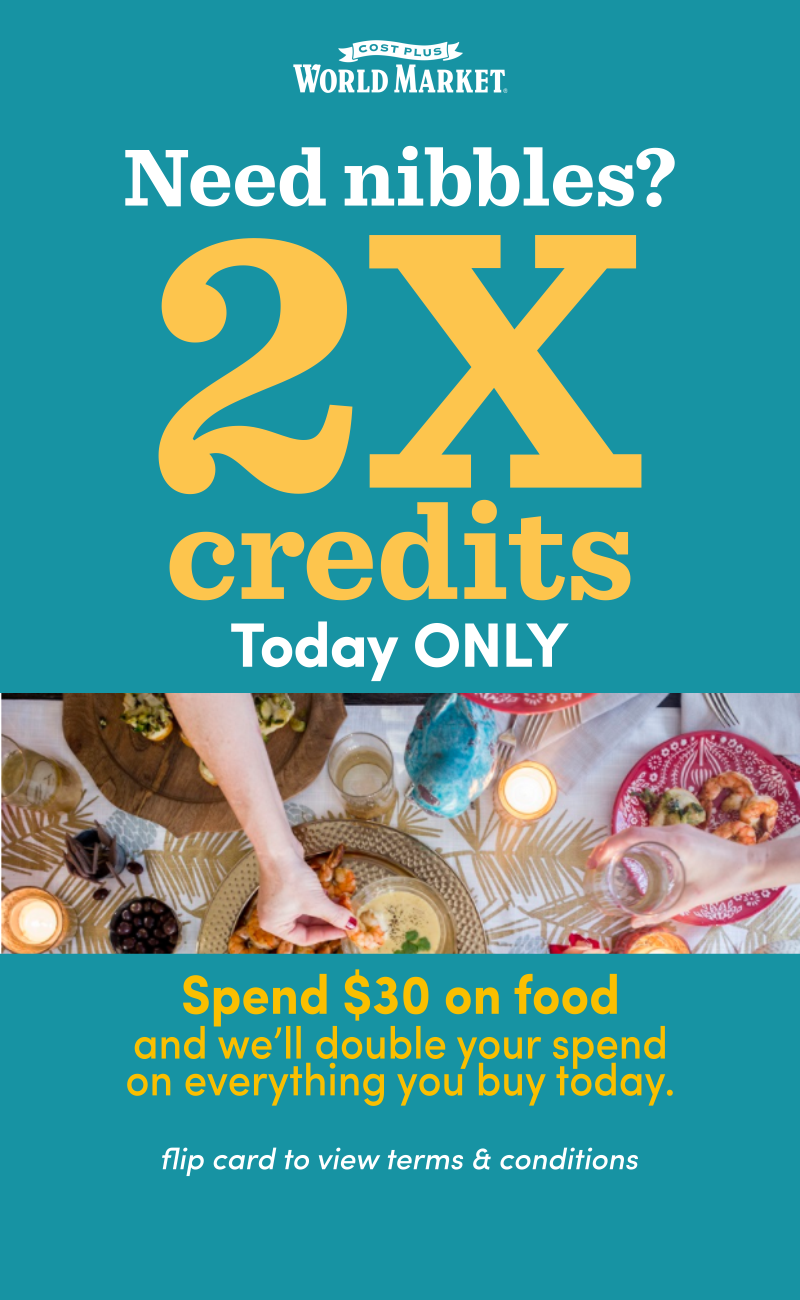 COST PLUS
WORLD MARKET®
Need nibbles?
2X
credits
Today ONLY
Spend $30 on food
and we’ll double your spend
on everything you buy today.
flip card to view terms & conditions